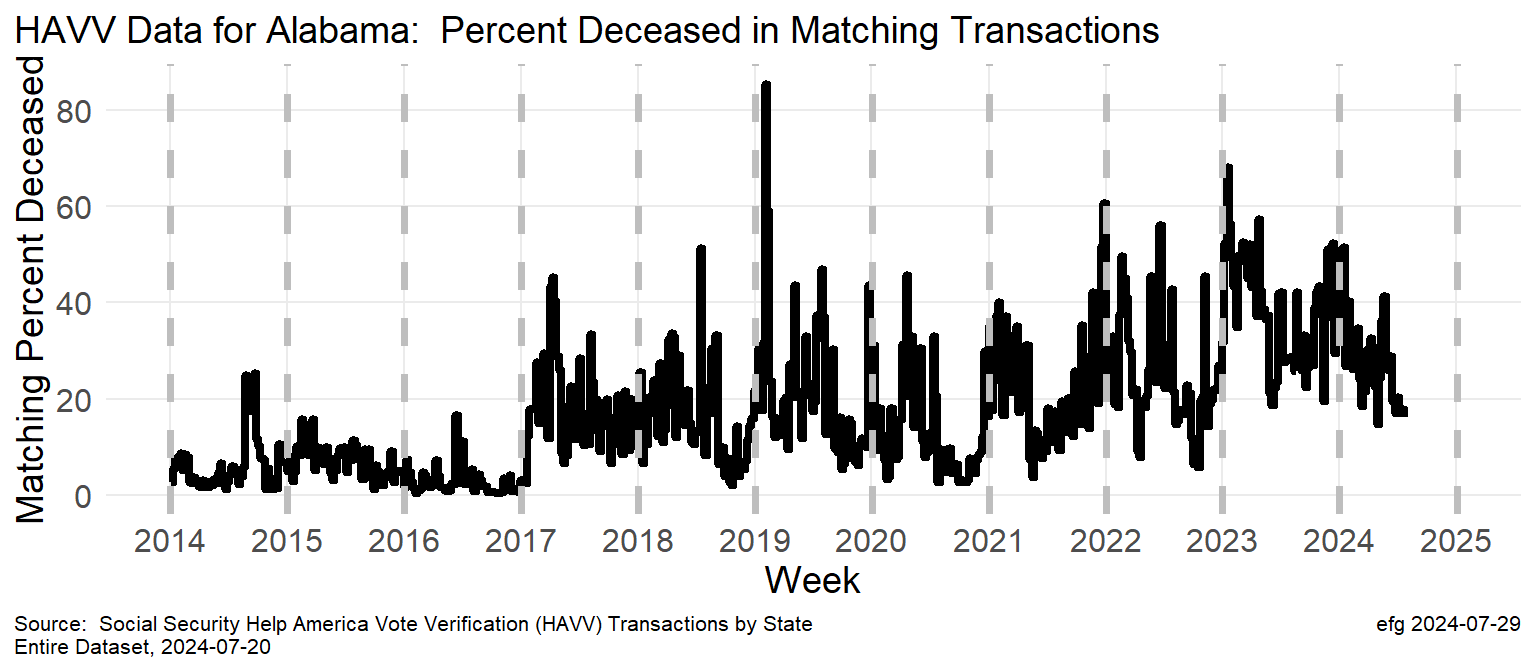 HAVV Data for Alabama:  Percent Deceased in Matching Transactions
Matching Percent Deceased
80
60
40
20
0
2014 2015 2016 2017 2018 2019 2020 2021 2022 2023 2024 2025
Week
Source:  Social Security Help America Vote Verification (HAVV) Transactions by State
Entire Dataset, 2024-07-20
efg 2024-07-29